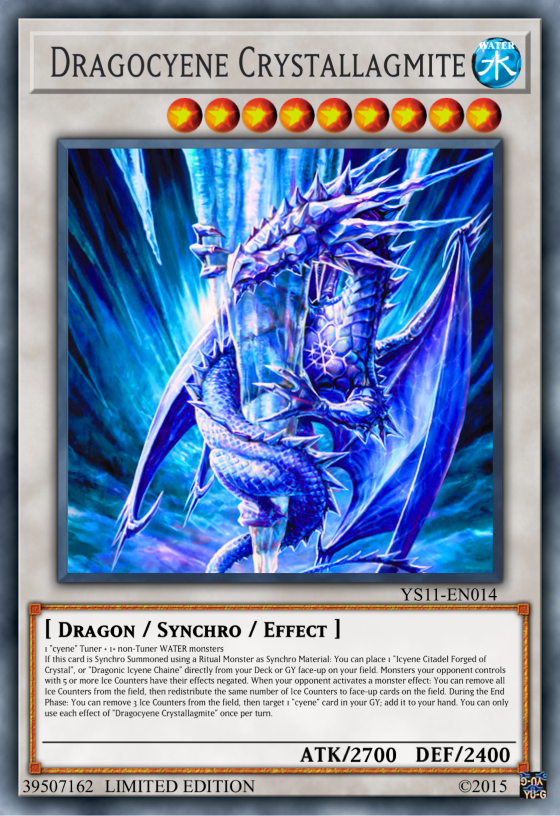 DRAGOCYENE CRYSTALLAGMITE
WATER
水
YS11-EN014
[ DRAGON / SYNCHRO / EFFECT ]
1 "cyene" Tuner + 1+ non-Tuner WATER monsters
If this card is Synchro Summoned using a Ritual Monster as Synchro Material: You can place 1 "Icyene Citadel Forged of
Crystal", or "Dragonic Icyene Chaine" directly from your Deck or GY face-up on your field. Monsters your opponent controls
with 5 or more Ice Counters have their effects negated. When your opponent activates a monster effect: You can remove all
Ice Counters from the field, then redistribute the same number of Ice Counters to face-up cards on the field. During the End
Phase: You can remove 3 Ice Counters from the field, then target 1 "cyene" card in your GY; add it to your hand. You can only
use each effect of "Dragocyene Crystallagmite" once per turn.
ATK/2700 DEF/2400
39507162 LIMITED EDITION
©2015
YU-G
YU-G